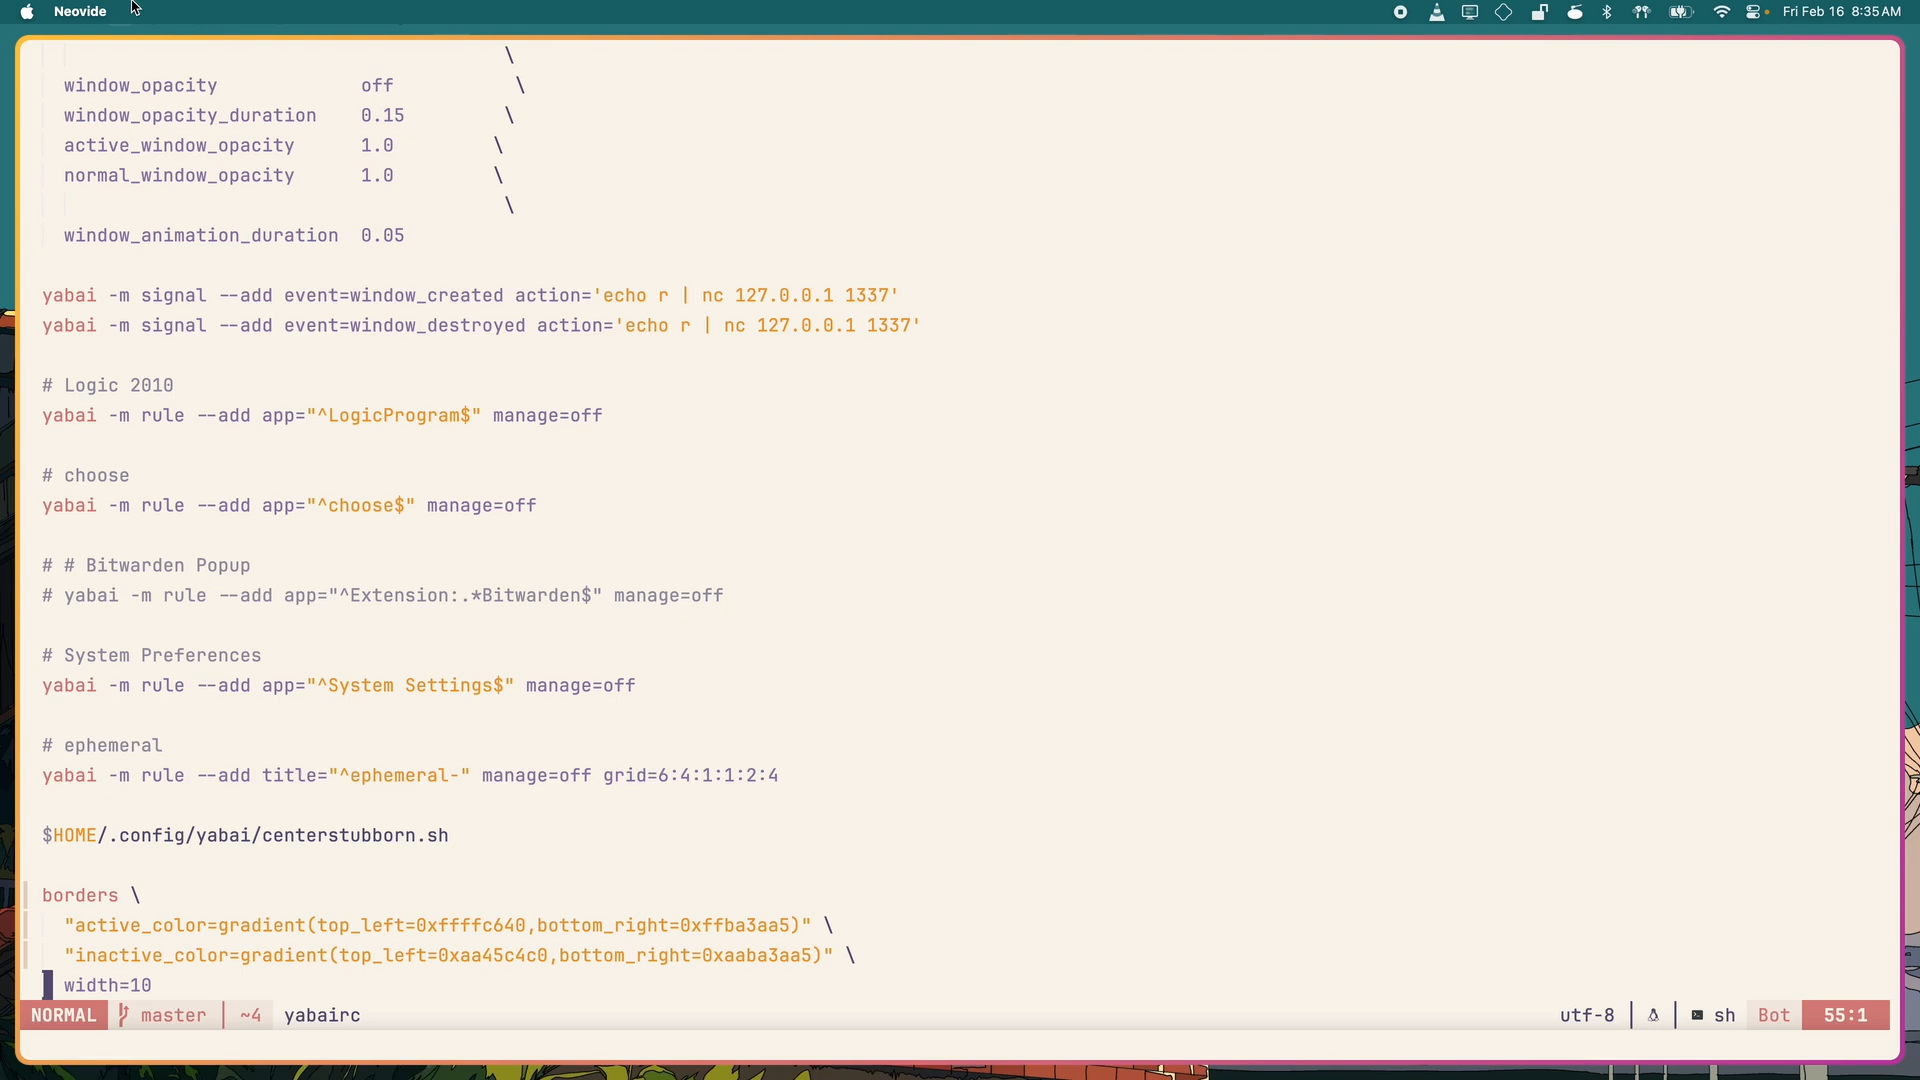 Neovide Fri Feb 16 8:35 AM
\
window_opacity off \
window_opacity_duration 0.15 \
active_window_opacity 1.0 \
normal_window_opacity 1.0 \
\
window_animation_duration 0.05
yabai -m signal --add event=window_created action='echo r | nc 127.0.0.1 1337'
yabai -m signal --add event=window_destroyed action='echo r | nc 127.0.0.1 1337'
# Logic 2010
yabai -m rule --add app="^LogicProgram$" manage=off
# choose
yabai -m rule --add app="^choose$" manage=off
# # Bitwarden Popup
# yabai -m rule --add app="^Extension:.*Bitwarden$" manage=off
# System Preferences
yabai -m rule --add app="^System Settings$" manage=off
# ephemeral
yabai -m rule --add title="^ephemeral-" manage=off grid=6:4:1:1:2:4
$HOME/.config/yabai/centerstubborn.sh
borders \
"active_color=gradient(top_left=0xffffc640,bottom_right=0xffba3aa5)" \
"inactive_color=gradient(top_left=0xaa45c4c0,bottom_right=0xaaba3aa5)" \
width=10
NORMAL master ~4 yabairc utf-8 sh Bot 55:1